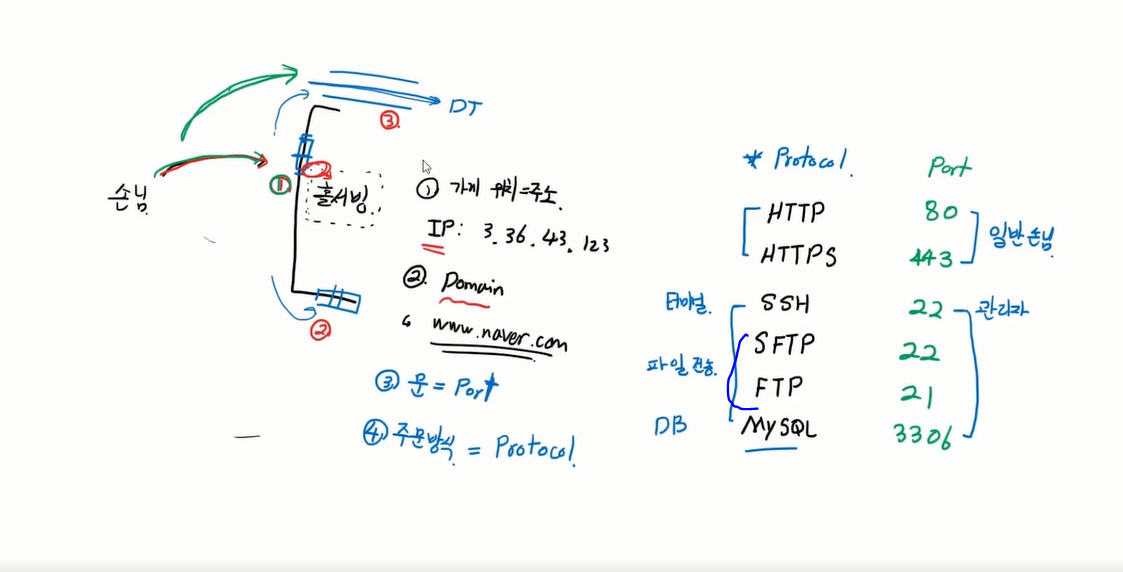 DT
③
손님
①
홀서빙
②
① 가게 위치=주소.
IP: 3.36.43.123
②. Domain
www.naver.com
③ 문 = Port
④ 주문방식 = Protocol.
* Protocol. Port
HTTP 80
HTTPS 443
일반손님
터미널. SSH 22 관리자
SFTP 22
파일전송.
FTP 21
DB MySQL 3306